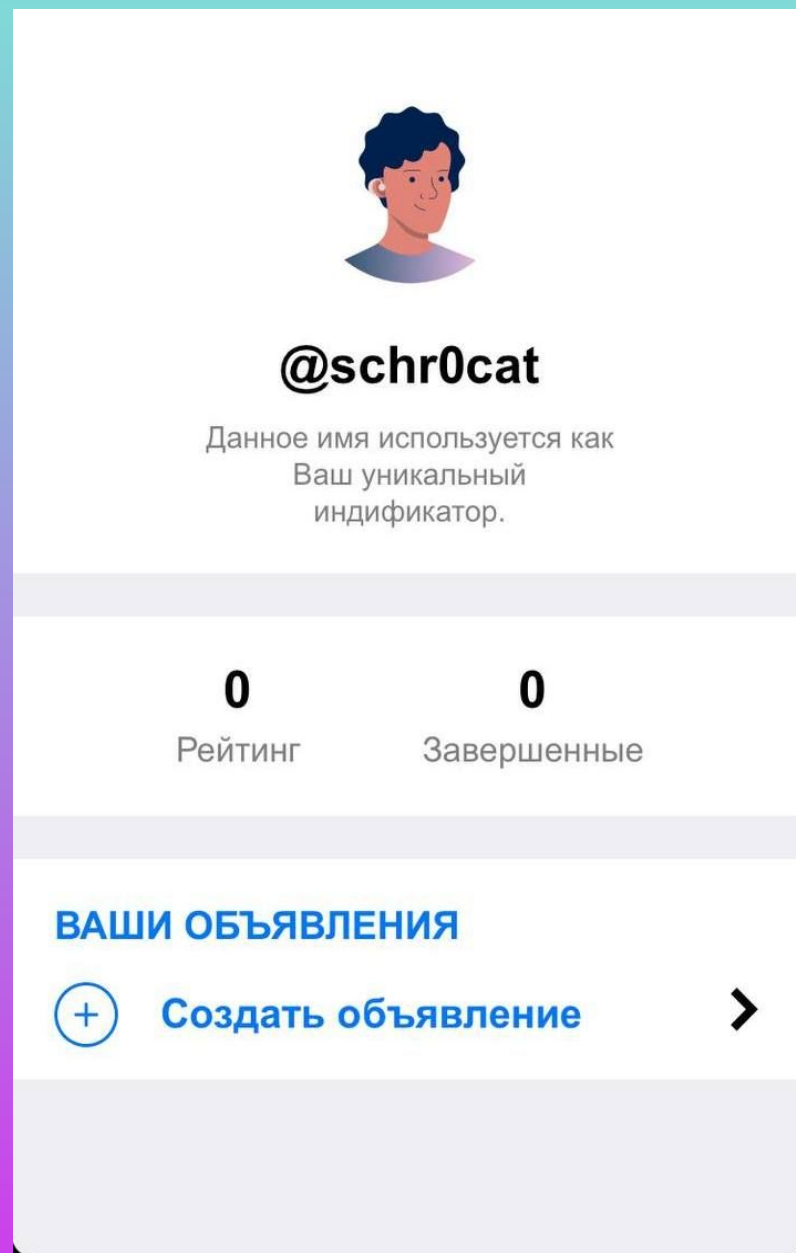 @schr0cat
Данное имя используется как
Ваш уникальный
индификатор.
0 0
Рейтинг Завершенные
ВАШИ ОБЪЯВЛЕНИЯ
Создать объявление